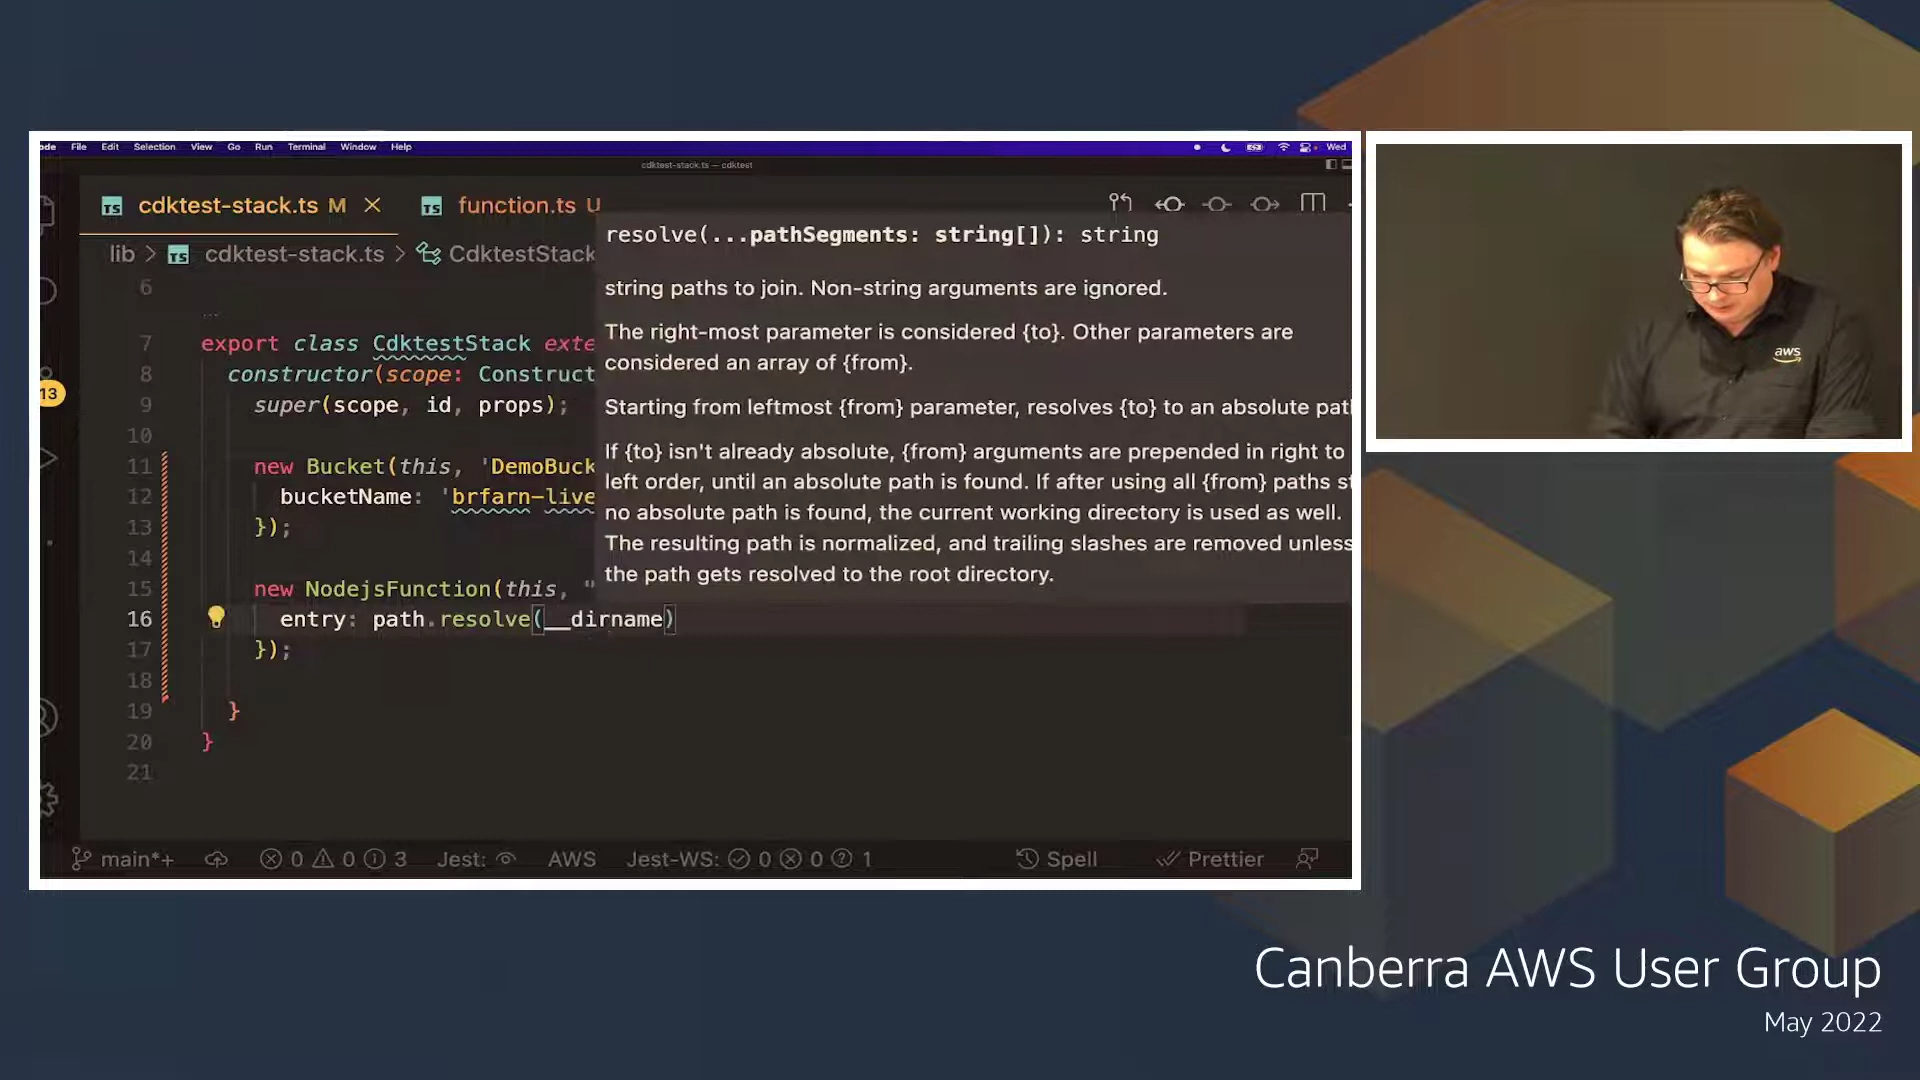 File Edit Selection View Go Run Terminal Window Help Wed
cdktest-stack.ts — cdktest
TS cdktest-stack.ts M
TS function.ts U
lib > TS cdktest-stack.ts > CdktestStack
resolve(...pathSegments: string[]): string
string paths to join. Non-string arguments are ignored.
The right-most parameter is considered {to}. Other parameters are
considered an array of {from}.
Starting from leftmost {from} parameter, resolves {to} to an absolute
If {to} isn't already absolute, {from} arguments are prepended in right to
left order, until an absolute path is found. If after using all {from} paths
no absolute path is found, the current working directory is used as well.
The resulting path is normalized, and trailing slashes are removed unless
the path gets resolved to the root directory.
6
7 export class CdktestStack exte
8 constructor(scope: Construct
9 super(scope, id, props);
10
11 new Bucket(this, 'DemoBuck
12 bucketName: 'brfarn-live
13 });
14
15 new NodejsFunction(this, "
16 entry: path.resolve(__dirname)
17 });
18
19 }
20 }
21
13
main*+ 0 0 3 Jest: AWS Jest-WS: 0 0 1 Spell Prettier
aws
Canberra AWS User Group
May 2022